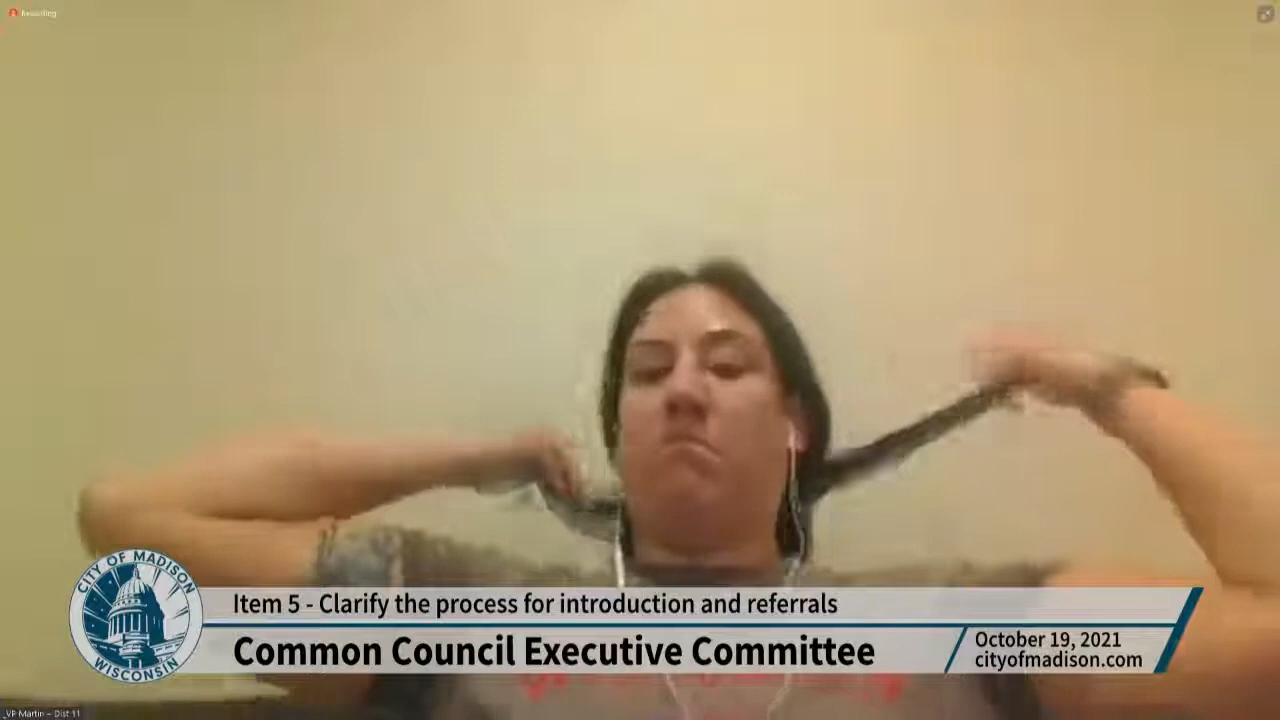 Recording
CITY OF MADISON
WISCONSIN
Item 5 - Clarify the process for introduction and referrals
Common Council Executive Committee
October 19, 2021
cityofmadison.com
VP Martin – Dist 11